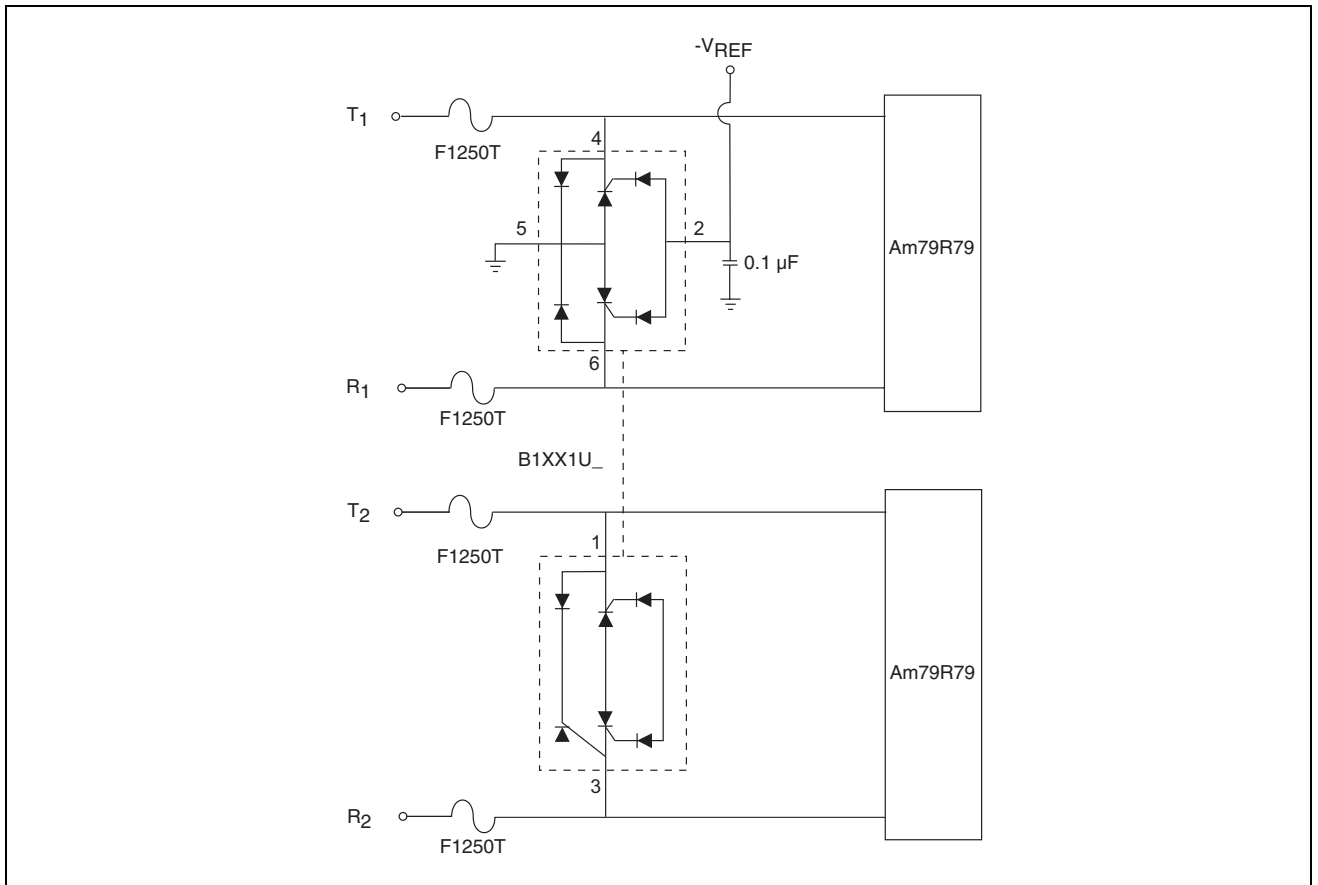 -VREF
T1
F1250T
4
5
2
Am79R79
0.1 µF
6
R1
F1250T
B1XX1U_
T2
F1250T
1
Am79R79
3
R2
F1250T